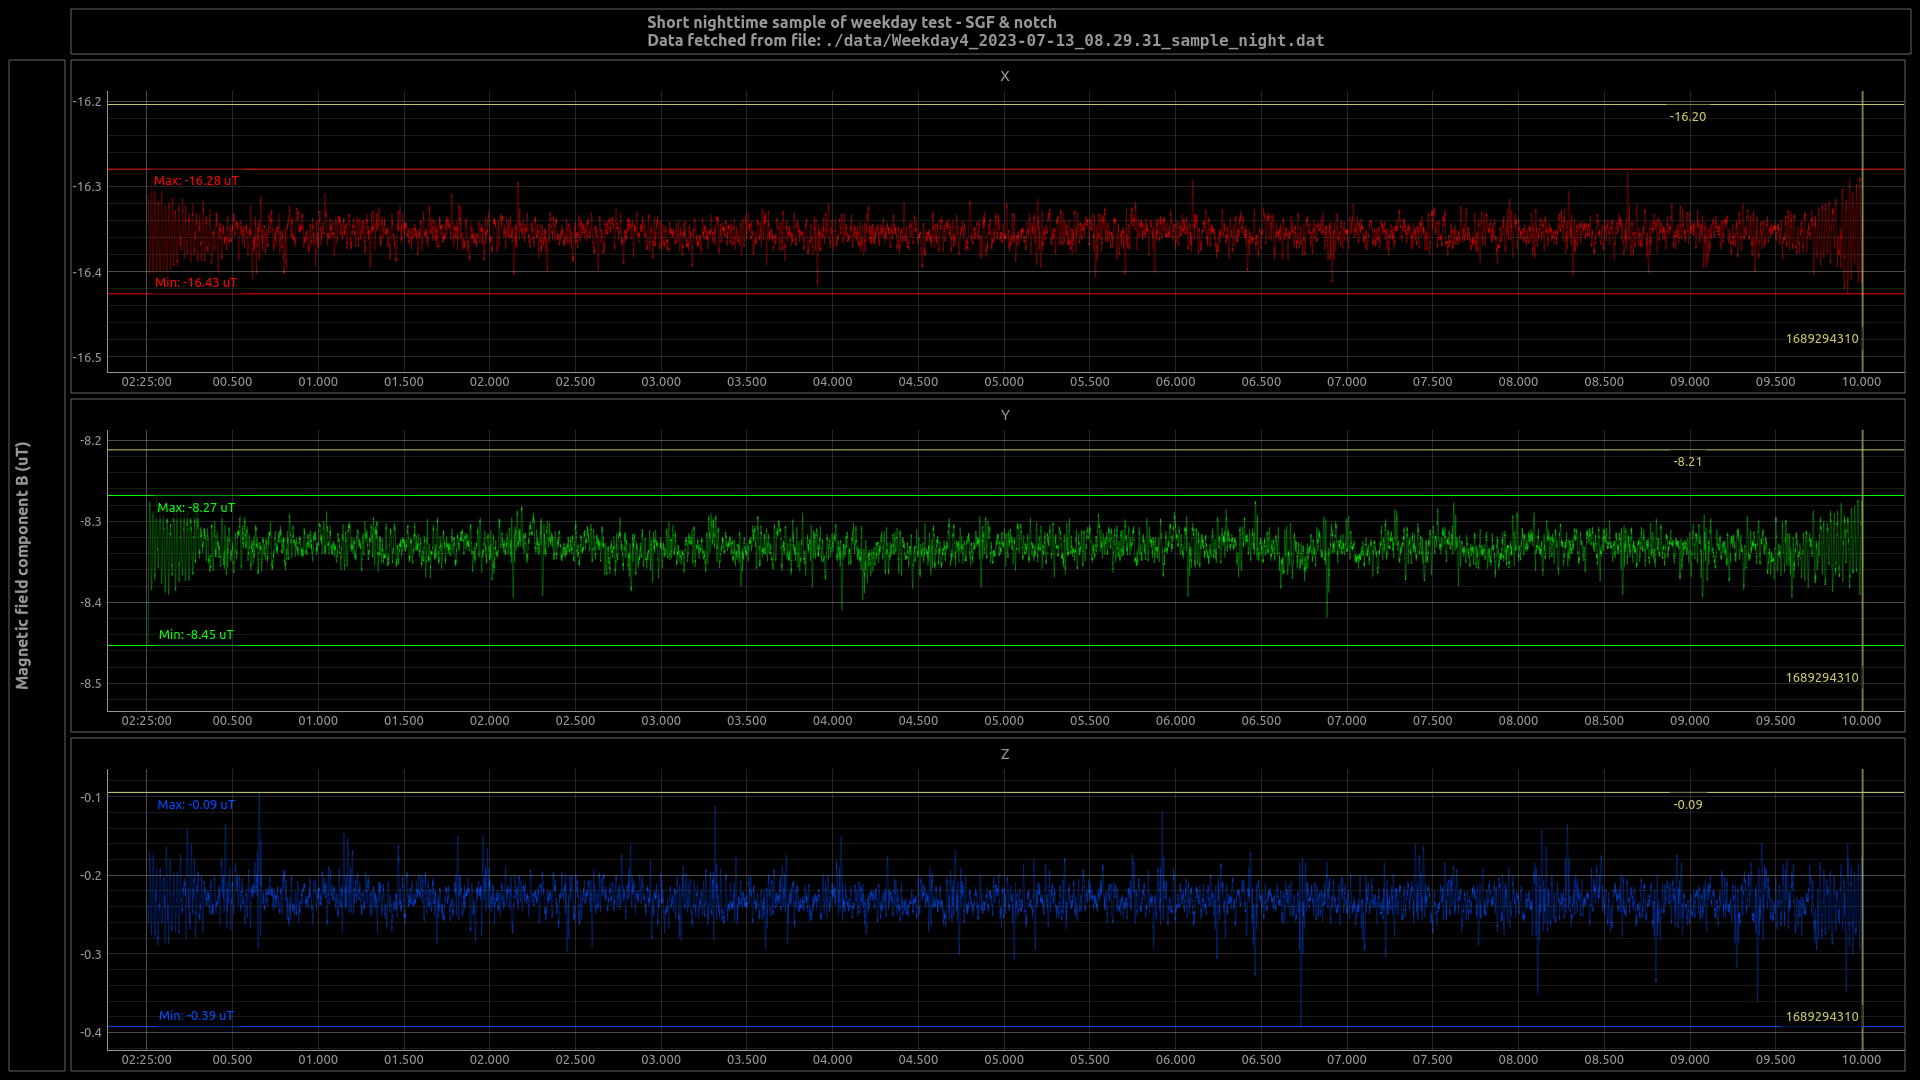 Short nighttime sample of weekday test - SGF & notch
Data fetched from file: ./data/Weekday4_2023-07-13_08.29.31_sample_night.dat
Magnetic field component B (uT)
X
-16.2
-16.20
Max: -16.28 uT
-16.3
-16.4
Min: -16.43 uT
1689294310
-16.5
02:25:00 00.500 01.000 01.500 02.000 02.500 03.000 03.500 04.000 04.500 05.000 05.500 06.000 06.500 07.000 07.500 08.000 08.500 09.000 09.500 10.000
Y
-8.2
-8.21
Max: -8.27 uT
-8.3
-8.4
Min: -8.45 uT
1689294310
-8.5
02:25:00 00.500 01.000 01.500 02.000 02.500 03.000 03.500 04.000 04.500 05.000 05.500 06.000 06.500 07.000 07.500 08.000 08.500 09.000 09.500 10.000
Z
-0.1
Max: -0.09 uT
-0.09
-0.2
-0.3
Min: -0.39 uT
1689294310
-0.4
02:25:00 00.500 01.000 01.500 02.000 02.500 03.000 03.500 04.000 04.500 05.000 05.500 06.000 06.500 07.000 07.500 08.000 08.500 09.000 09.500 10.000